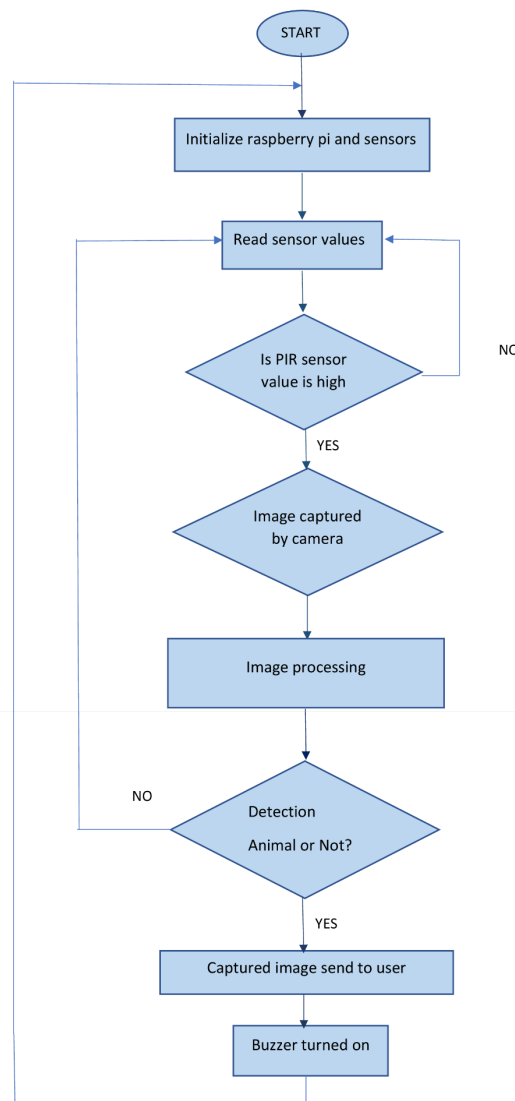 START
Initialize raspberry pi and sensors
Read sensor values
Is PIR sensor
value is high
NO
YES
Image captured
by camera
Image processing
Detection
Animal or Not?
NO
YES
Captured image send to user
Buzzer turned on